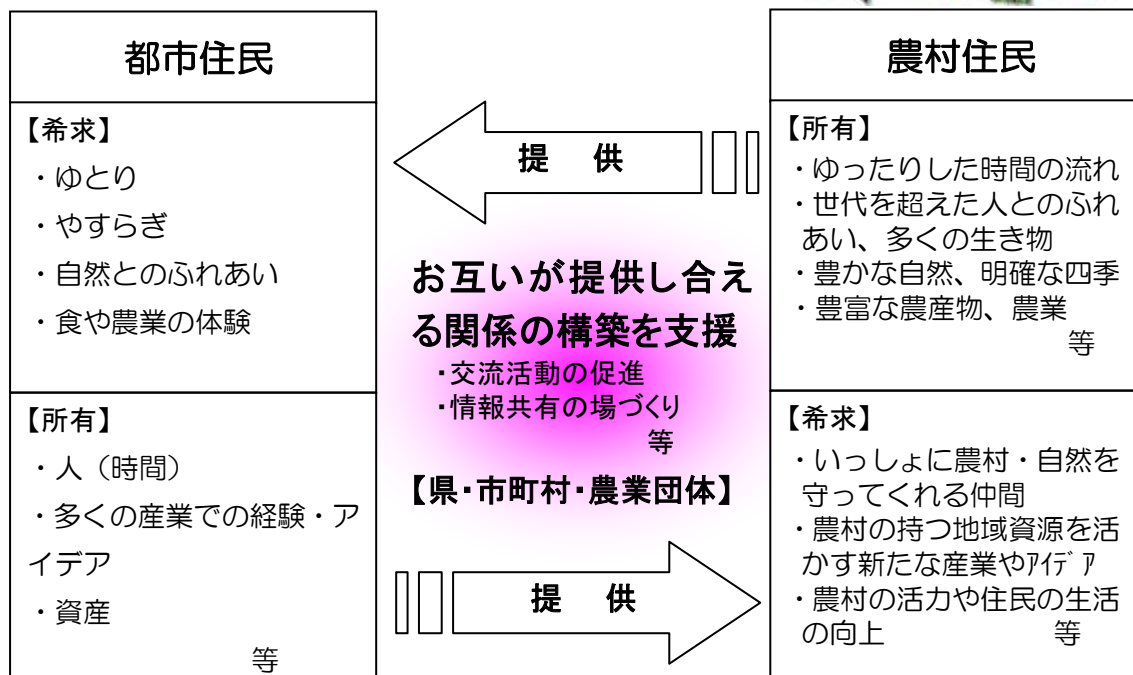 都市住民
【希求】
・ゆとり
・やすらぎ
・自然とのふれあい
・食や農業の体験
【所有】
・人（時間）
・多くの産業での経験・ア
イデア
・資産
等
提 供
お互いが提供し合え
る関係の構築を支援
・交流活動の促進
・情報共有の場づくり
等
【県・市町村・農業団体】
提 供
農村住民
【所有】
・ゆったりした時間の流れ
・世代を超えた人とのふれ
あい、多くの生き物
・豊かな自然、明確な四季
・豊富な農産物、農業
等
【希求】
・いっしょに農村・自然を
守ってくれる仲間
・農村の持つ地域資源を活
かす新たな産業やｱｲﾃﾞｱ
・農村の活力や住民の生活
の向上 等